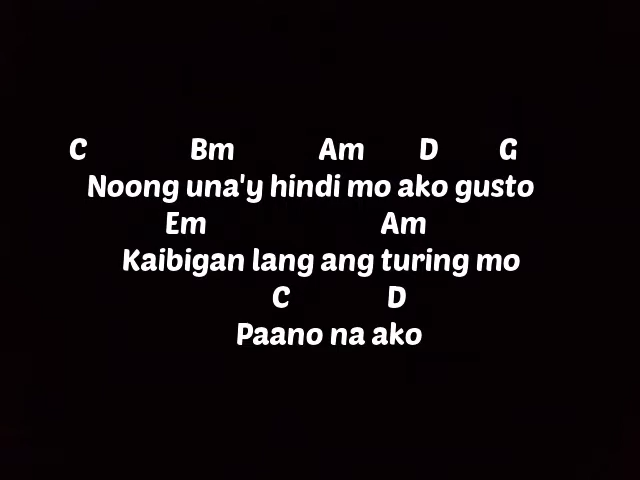 C Bm Am D G
Noong una'y hindi mo ako gusto
Em Am
Kaibigan lang ang turing mo
C D
Paano na ako